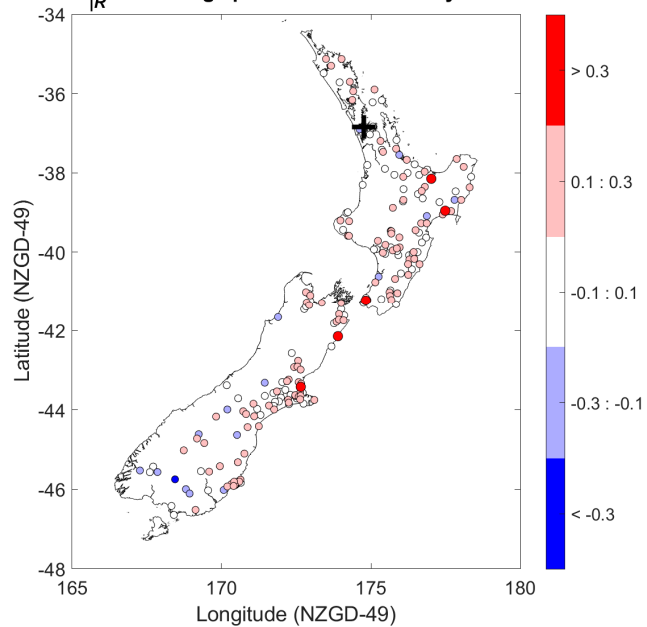 -34
-36
-38
-40
-42
-44
-46
-48
165
170
175
180
Latitude (NZGD-49)
Longitude (NZGD-49)
> 0.3
0.1 : 0.3
-0.1 : 0.1
-0.3 : -0.1
< -0.3